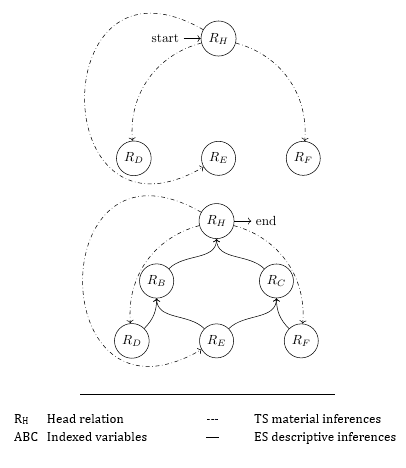 start R_H
R_D R_E R_F
R_H end
R_B R_C
R_D R_E R_F
R_H Head relation --- TS material inferences
ABC Indexed variables — ES descriptive inferences